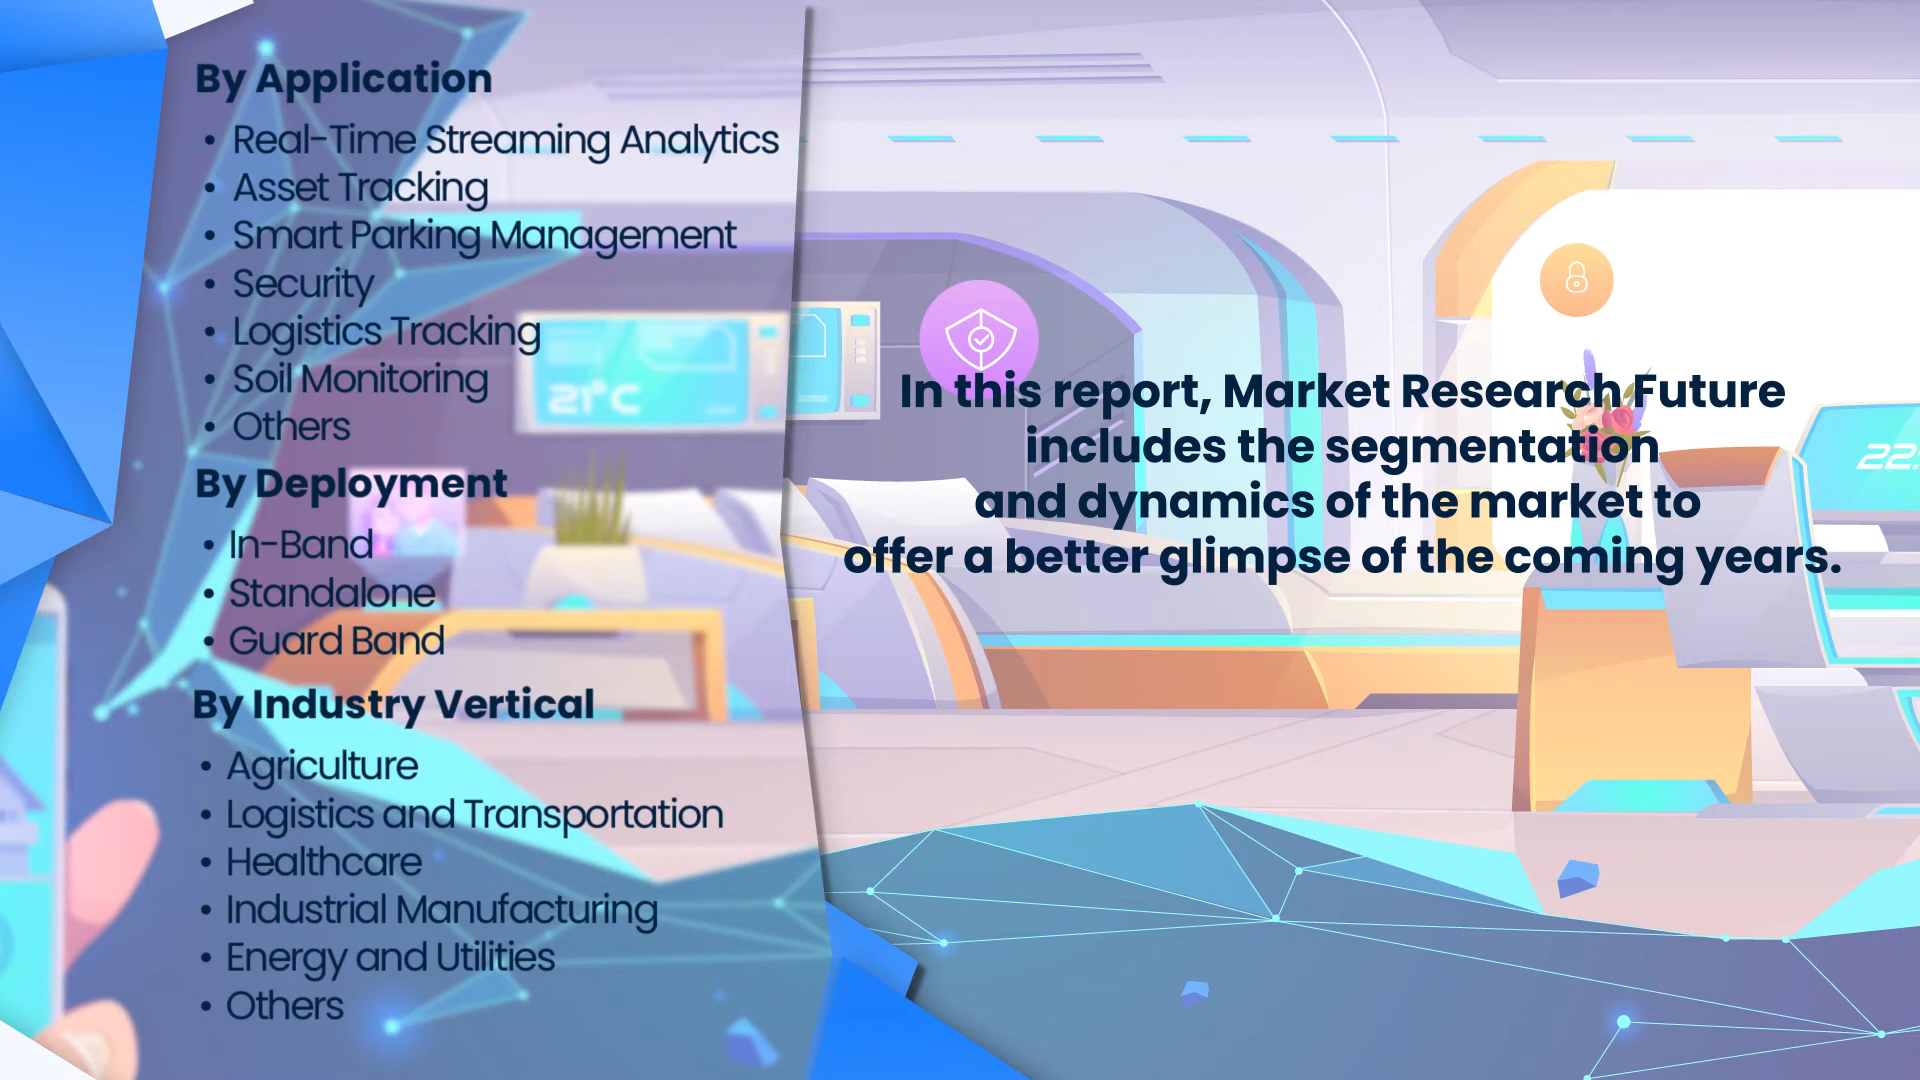 By Application
• Real-Time Streaming Analytics
• Asset Tracking
• Smart Parking Management
• Security
• Logistics Tracking
• Soil Monitoring
• Others
By Deployment
• In-Band
• Standalone
• Guard Band
By Industry Vertical
• Agriculture
• Logistics and Transportation
• Healthcare
• Industrial Manufacturing
• Energy and Utilities
• Others
21°C
In this report, Market Research Future
includes the segmentation
and dynamics of the market to
offer a better glimpse of the coming years.
22